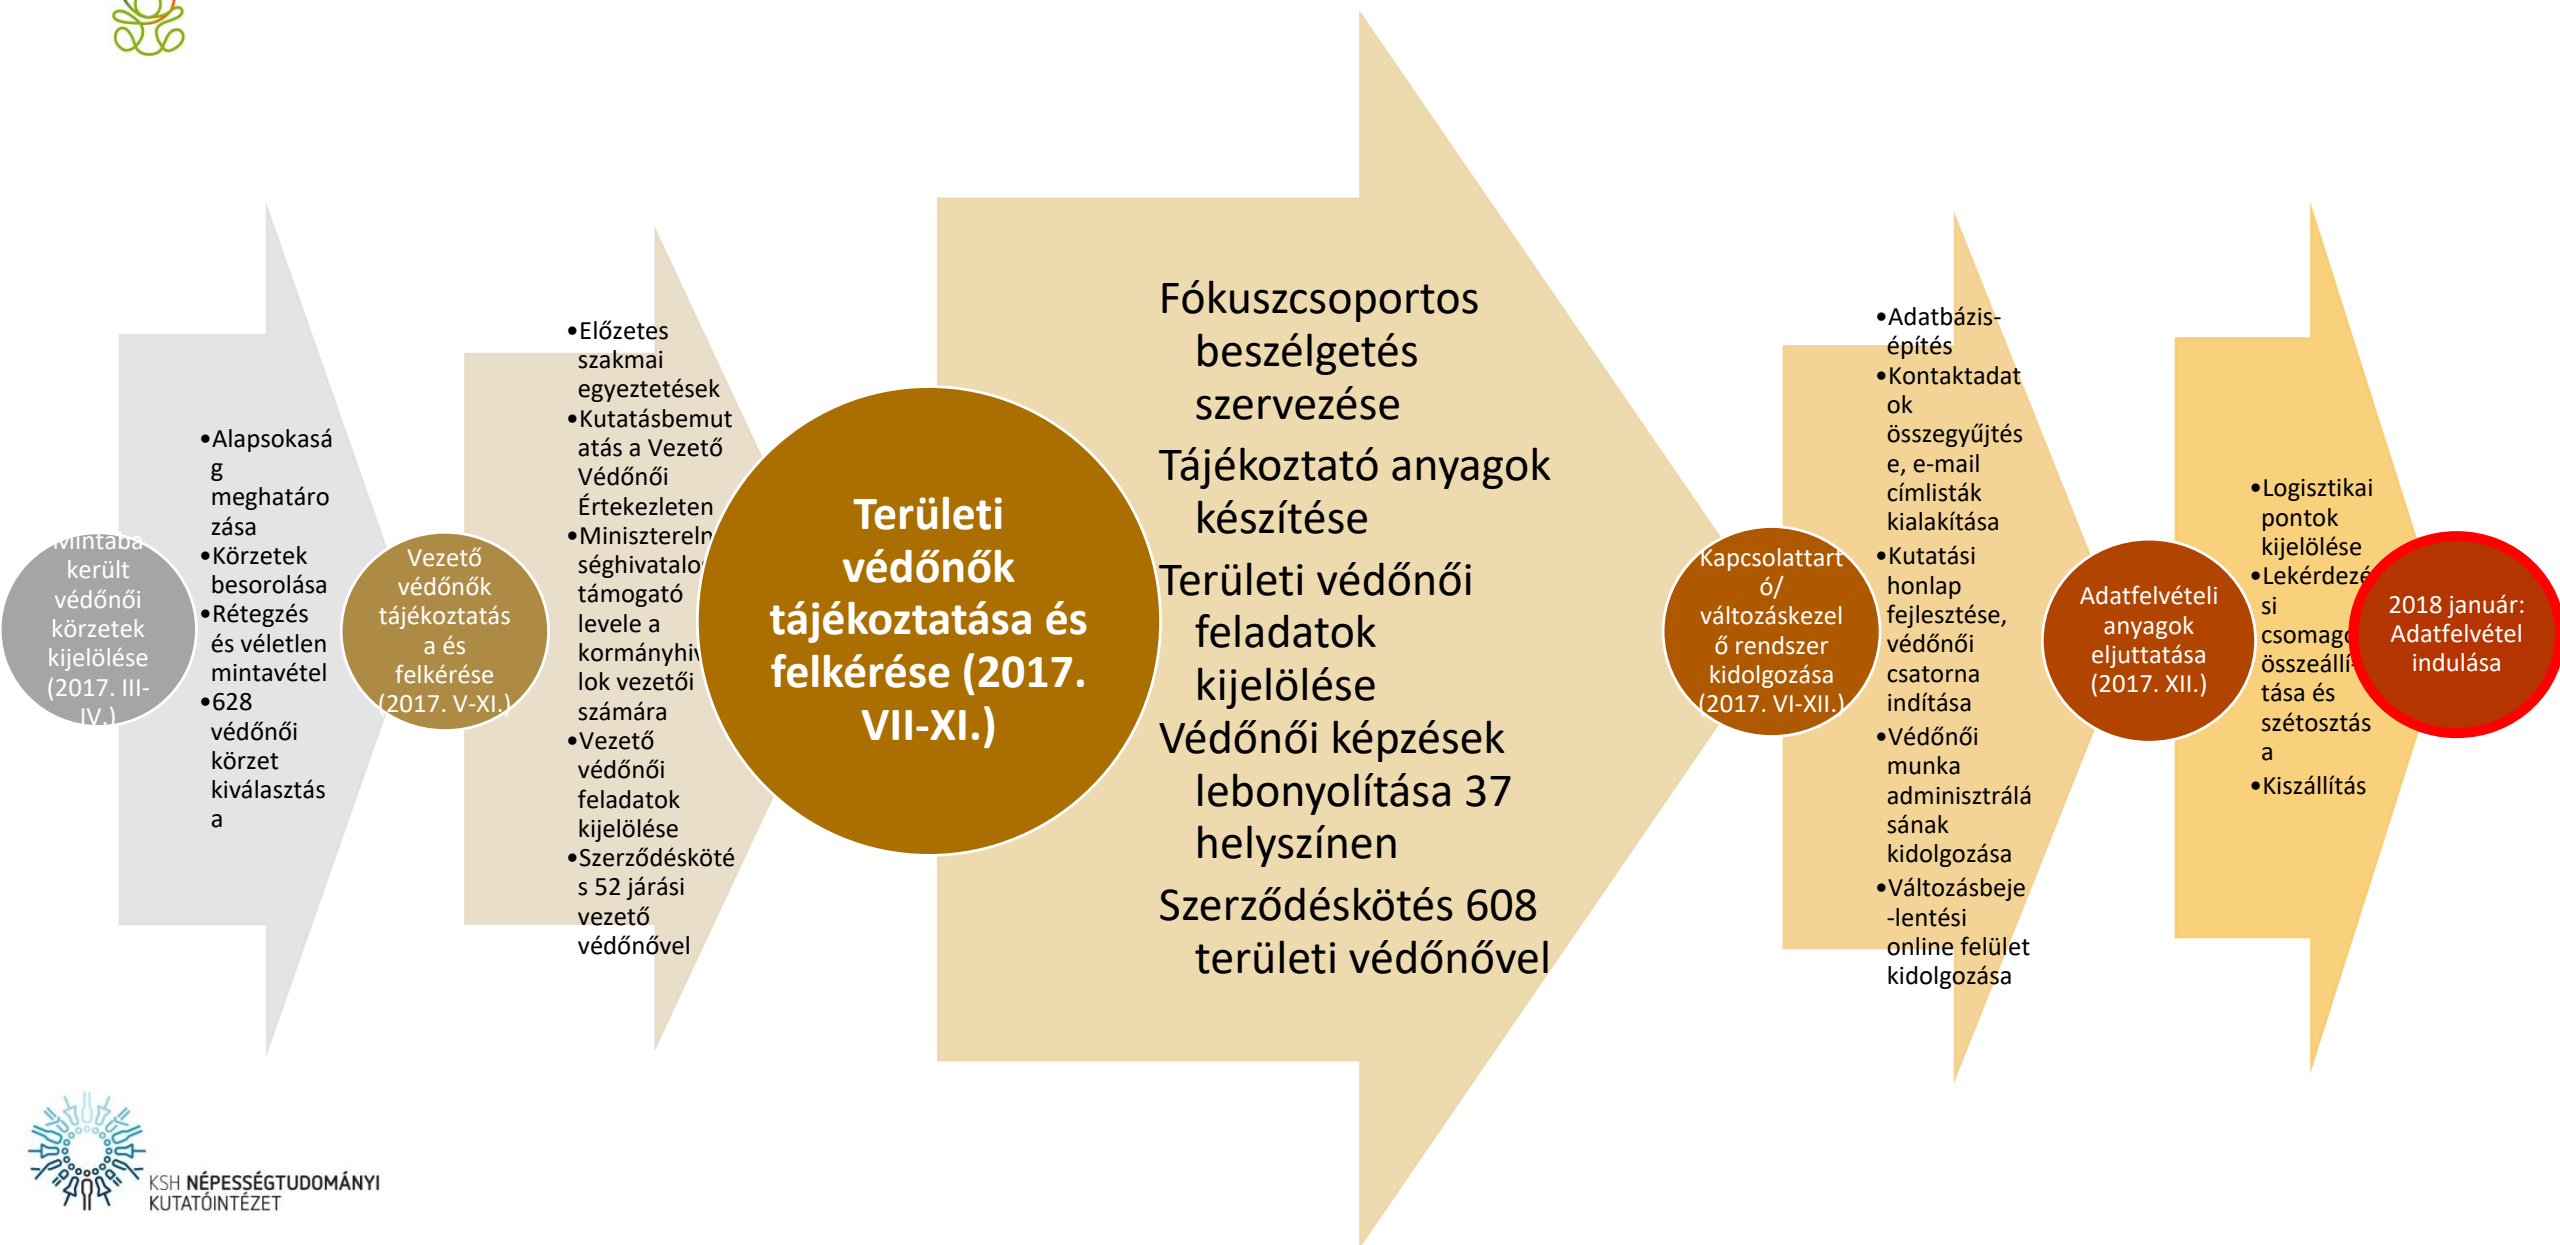 Mintába
került
védőnői
körzetek
kijelölése
(2017. III-
IV.)
•Alapsokasá
g
meghatáro
zása
•Körzetek
besorolása
•Rétegzés
és véletlen
mintavétel
•628
védőnői
körzet
kiválasztás
a
Vezető
védőnők
tájékoztatás
a és
felkérése
(2017. V-XI.)
•Előzetes
szakmai
egyeztetések
•Kutatásbemut
atás a Vezető
Védőnői
Értekezleten
•Minisztereln
séghivatalo
támogató
levele a
kormányhiv
lok vezetői
számára
•Vezető
védőnői
feladatok
kijelölése
•Szerződésköté
s 52 járási
vezető
védőnővel
Területi
védőnők
tájékoztatása és
felkérése (2017.
VII-XI.)
Fókuszcsoportos
beszélgetés
szervezése
Tájékoztató anyagok
készítése
Területi védőnői
feladatok
kijelölése
Védőnői képzések
lebonyolítása 37
helyszínen
Szerződéskötés 608
területi védőnővel
Kapcsolattart
ó/
változáskezel
ő rendszer
kidolgozása
(2017. VI-XII.)
•Adatbázis-
építés
•Kontaktadat
ok
összegyűjtés
e, e-mail
címlisták
kialakítása
•Kutatási
honlap
fejlesztése,
védőnői
csatorna
indítása
•Védőnői
munka
adminisztrálá
sának
kidolgozása
•Változásbeje
-lentési
online felület
kidolgozása
Adatfelvételi
anyagok
eljuttatása
(2017. XII.)
•Logisztikai
pontok
kijelölése
•Lekérdezé
si
csomago
összeállí-
tása és
szétosztás
a
•Kiszállítás
2018 január:
Adatfelvétel
indulása
KSH NÉPESSÉGTUDOMÁNYI
KUTATÓINTÉZET